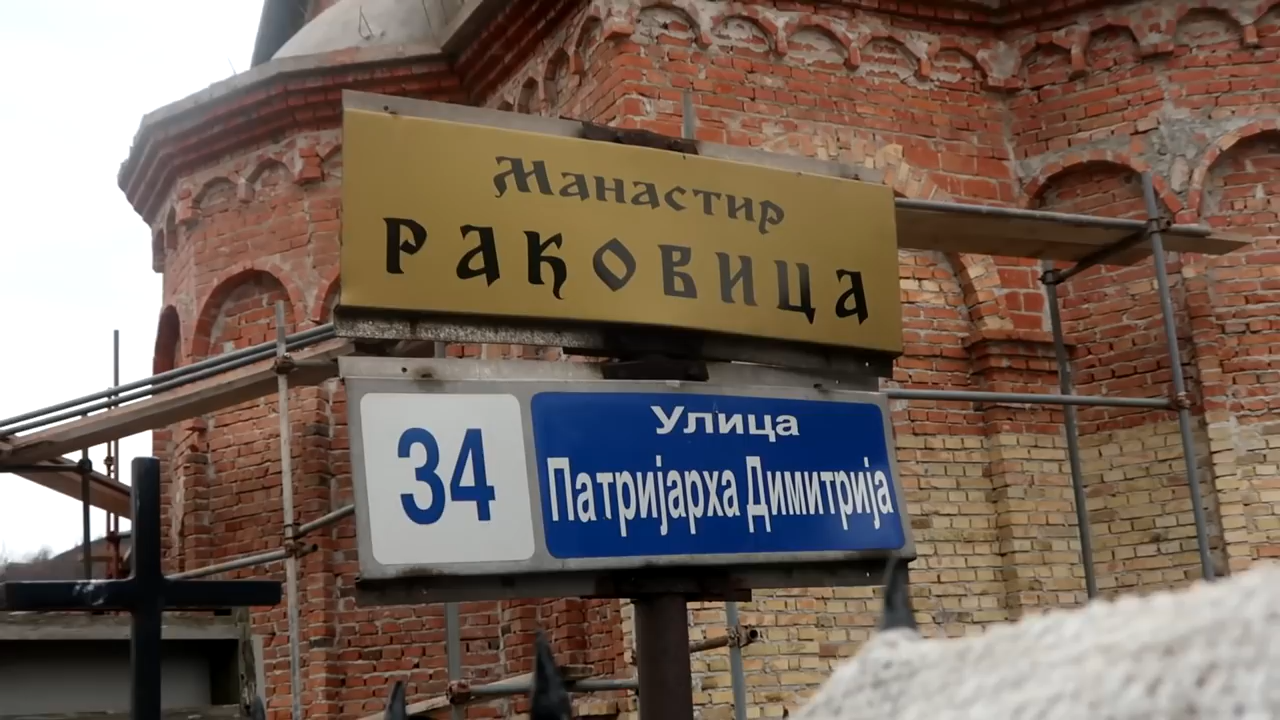 Манастир
РАКОВИЦА
34
Улица
Патријарха Димитрија